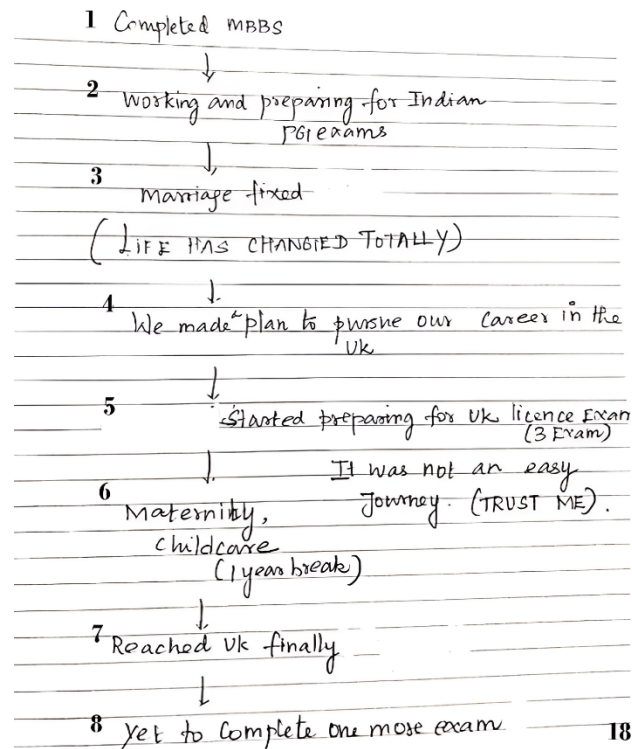 1 Completed MBBS
2 Working and preparing for Indian
PG exams
3 Marriage fixed
(LIFE HAS CHANGED TOTALLY)
4 We made a plan to pursue our career in the
UK
5 Started preparing for UK licence Exam
(3 Exam)
It was not an easy
6 Journey. (TRUST ME).
Maternity,
childcare
(1 year break)
7 Reached UK finally
8 Yet to Complete one more exam
18